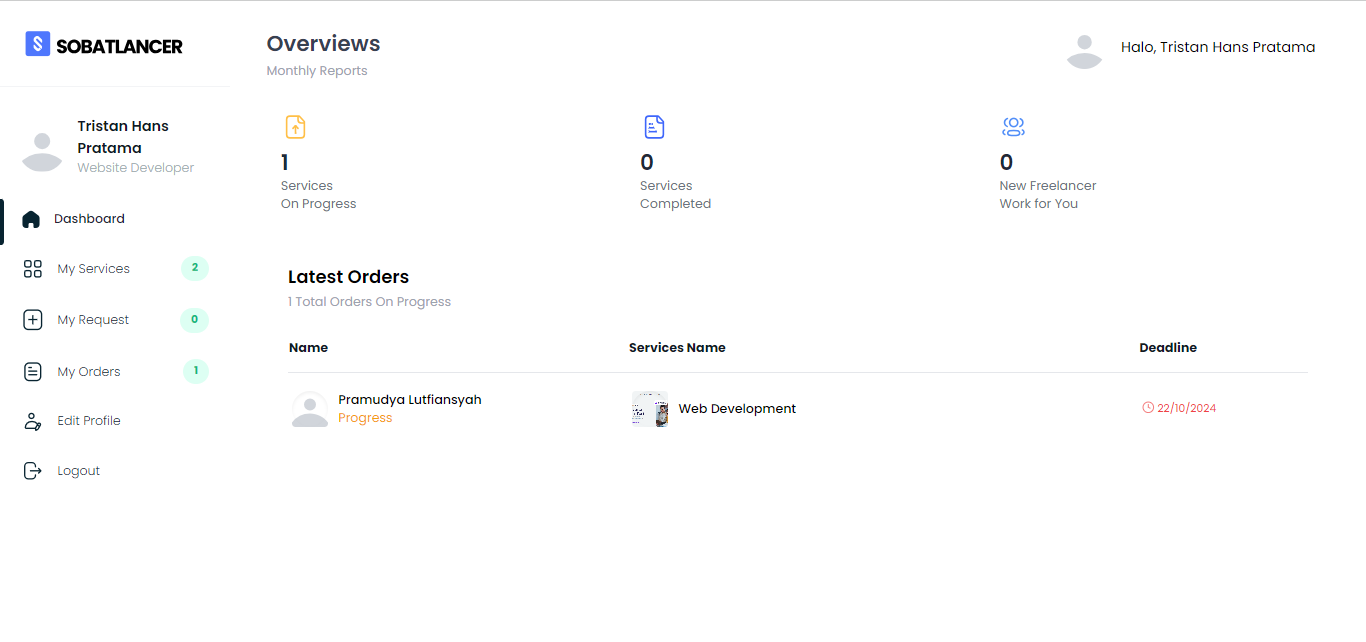 SOBATLANCER
Tristan Hans
Pratama
Website Developer
Dashboard
My Services 2
My Request 0
My Orders 1
Edit Profile
Logout
Overviews
Monthly Reports
Halo, Tristan Hans Pratama
1
Services
On Progress
0
Services
Completed
0
New Freelancer
Work for You
Latest Orders
1 Total Orders On Progress
Name Services Name Deadline
Pramudya Lutfiansyah
Progress
Web Development
22/10/2024